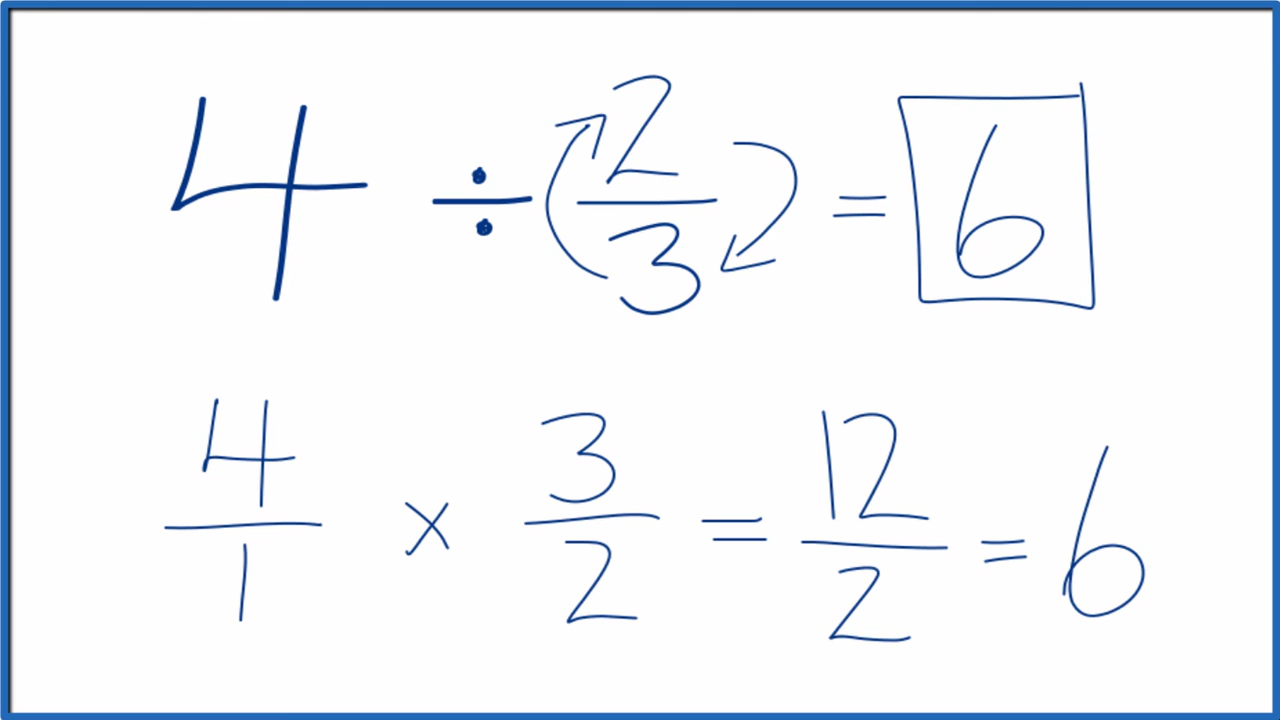 4 ÷ 2/3 = 6
4/1 × 3/2 = 12/2 = 6